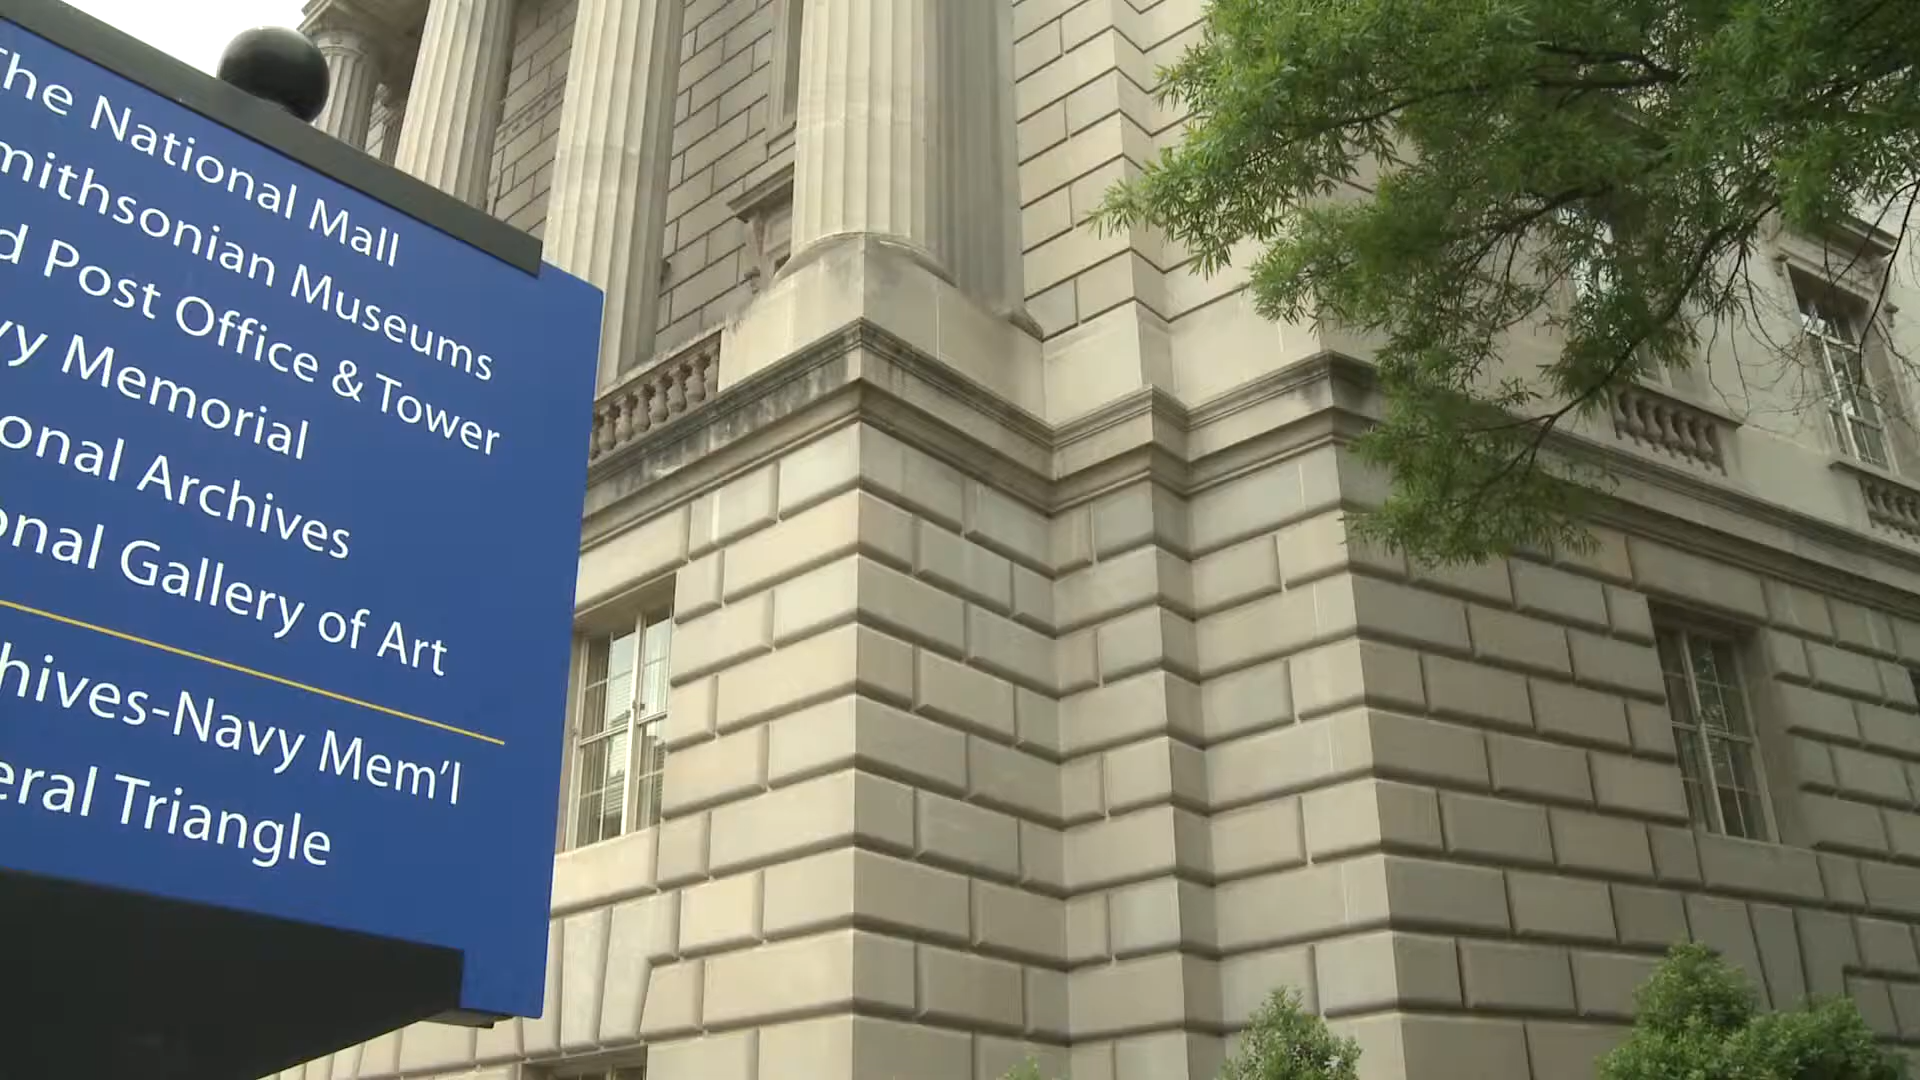 The National Mall
mithsonian Museums
d Post Office & Tower
vy Memorial
onal Archives
onal Gallery of Art
hives-Navy Mem'l
eral Triangle